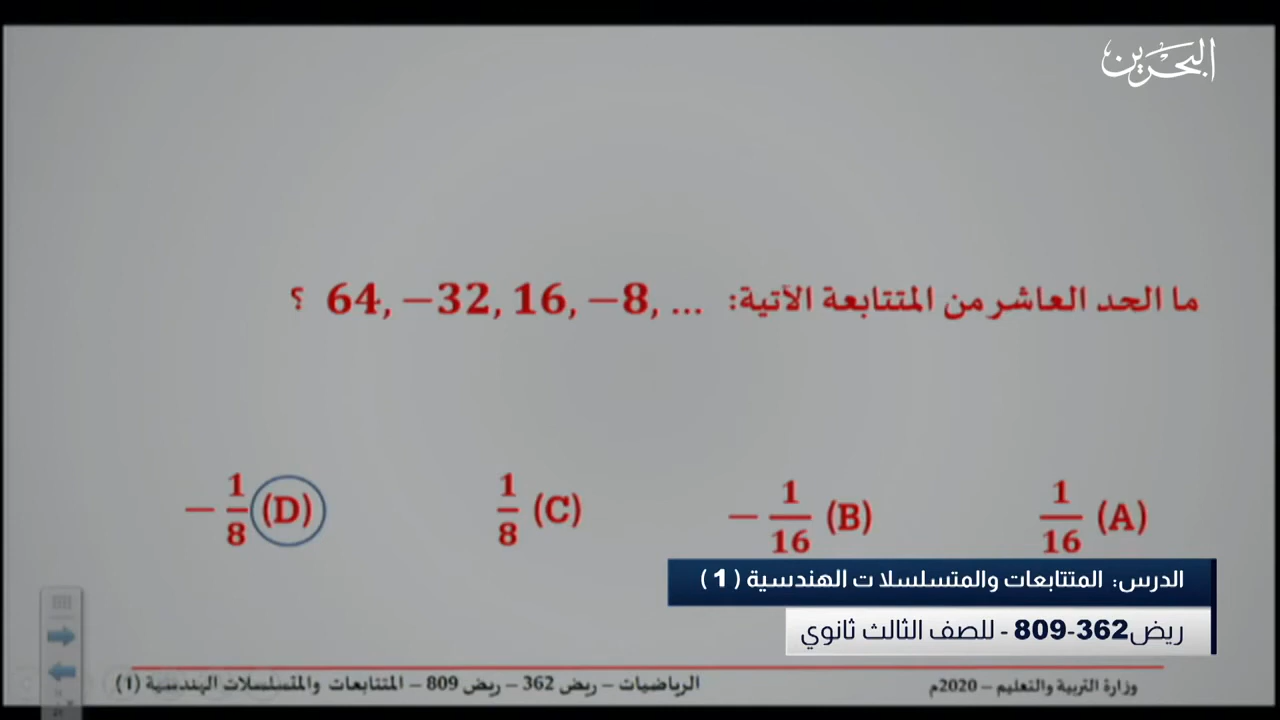 البحرين
ما الحد العاشر من المتتابعة الآتية: 64, −32, 16, −8, ... ؟
(A) 1/16
(B) − 1/16
(C) 1/8
(D) − 1/8
الدرس: المتتابعات والمتسلسلات الهندسية (1)
ريض362-809 - للصف الثالث ثانوي
وزارة التربية والتعليم – 2020م
الرياضيات – ريض 362 – ريض 809 – المتتابعات والمتسلسلات الهندسية (1)